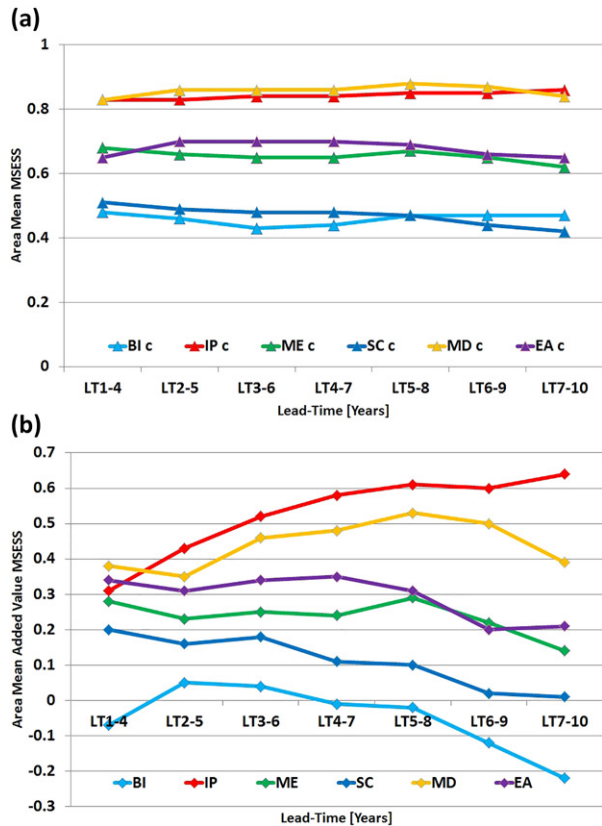 (a)
Area Mean MSESS
1
0.8
0.6
0.4
0.2
0
BI c IP c ME c SC c MD c EA c
LT1-4 LT2-5 LT3-6 LT4-7 LT5-8 LT6-9 LT7-10
Lead-Time [Years]
(b)
Area Mean Added Value MSESS
0.7
0.6
0.5
0.4
0.3
0.2
0.1
0
LT1-4 LT2-5 LT3-6 LT4-7 LT5-8 LT6-9 LT7-10
-0.1
-0.2
BI IP ME SC MD EA
-0.3
Lead-Time [Years]